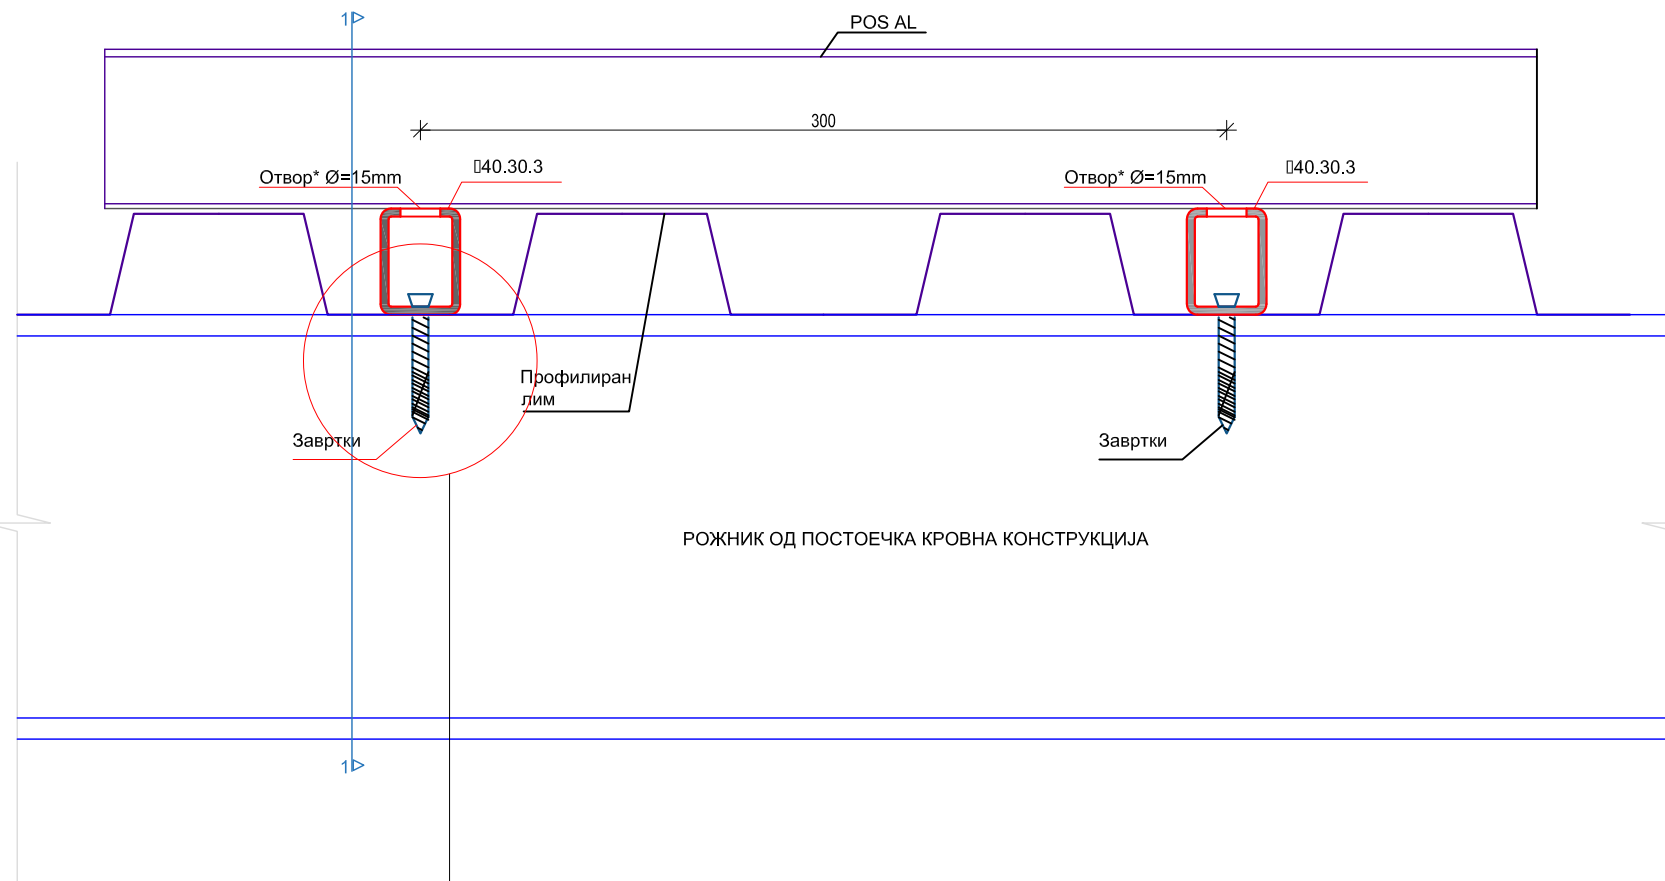 1
POS AL
300
Отвор* Ø=15mm
▯40.30.3
Отвор* Ø=15mm
▯40.30.3
Профилиран
лим
Завртки
Завртки
РОЖНИК ОД ПОСТОЕЧКА КРОВНА КОНСТРУКЦИЈА
1